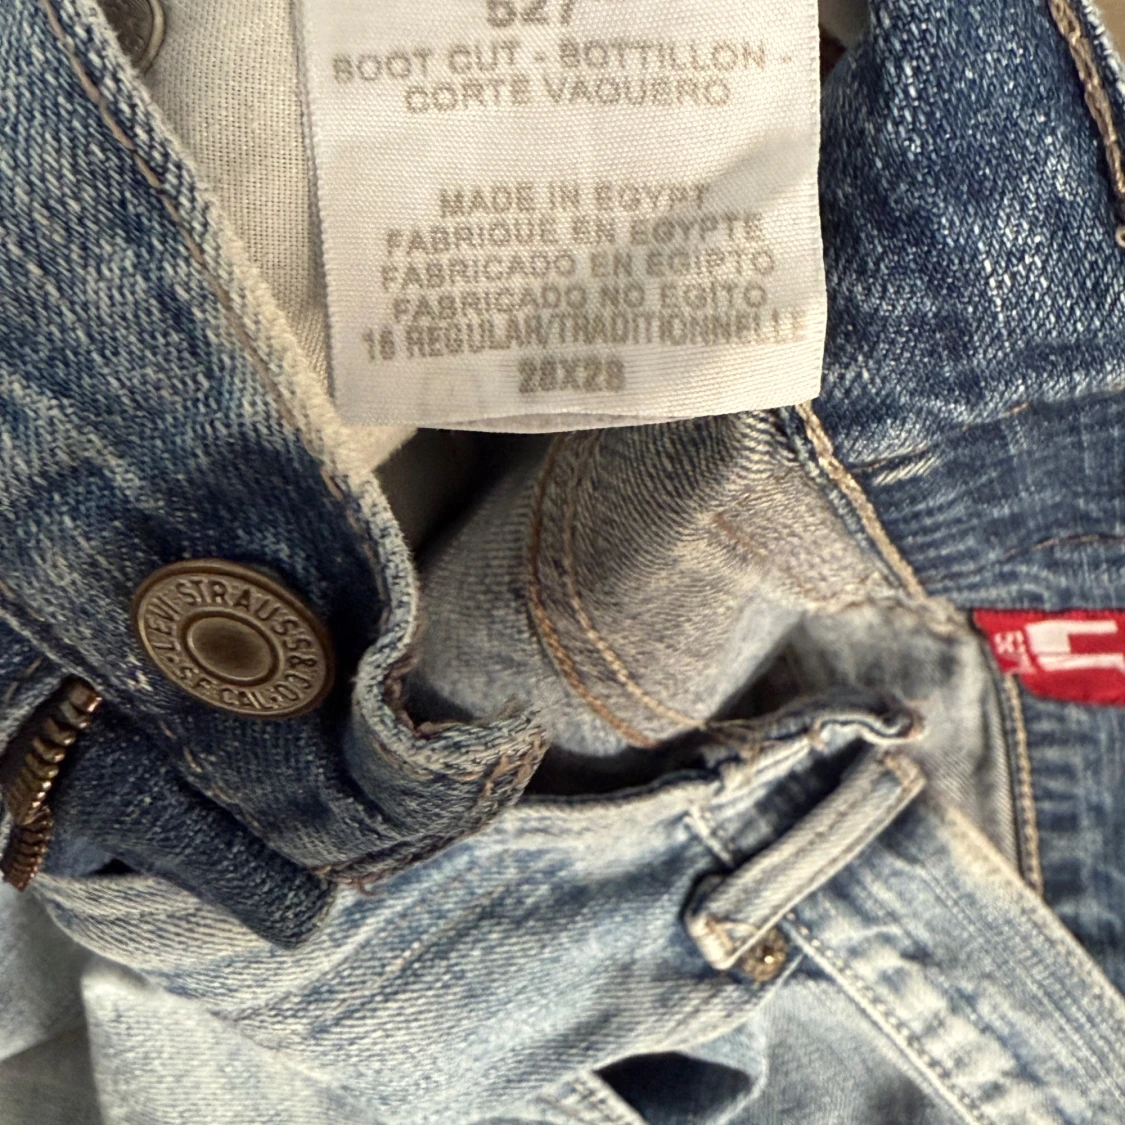 527
BOOT CUT - BOTTILLON -
CORTE VAQUERO
MADE IN EGYPT
FABRIQUE EN EGYPTE
FABRICADO EN EGIPTO
FABRICADO NO EGITO
16 REGULAR/TRADITIONNELLE
28X28
LEVI STRAUSS & CO
S.F. CAL.